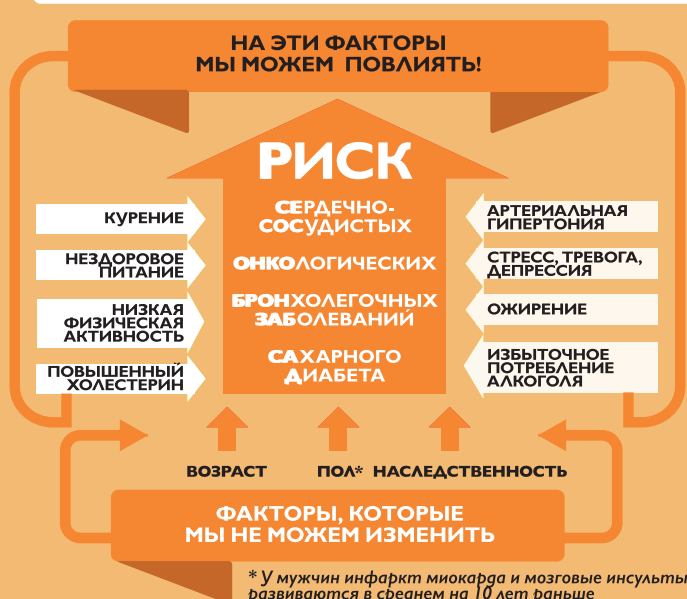 НА ЭТИ ФАКТОРЫ
МЫ МОЖЕМ ПОВЛИЯТЬ!
РИСК
СЕРДЕЧНО-
СОСУДИСТЫХ
ОНКОЛОГИЧЕСКИХ
БРОНХОЛЕГОЧНЫХ
ЗАБОЛЕВАНИЙ
САХАРНОГО
ДИАБЕТА
КУРЕНИЕ
НЕЗДОРОВОЕ
ПИТАНИЕ
НИЗКАЯ
ФИЗИЧЕСКАЯ
АКТИВНОСТЬ
ПОВЫШЕННЫЙ
ХОЛЕСТЕРИН
АРТЕРИАЛЬНАЯ
ГИПЕРТОНИЯ
СТРЕСС, ТРЕВОГА,
ДЕПРЕССИЯ
ОЖИРЕНИЕ
ИЗБЫТОЧНОЕ
ПОТРЕБЛЕНИЕ
АЛКОГОЛЯ
ВОЗРАСТ ПОЛ* НАСЛЕДСТВЕННОСТЬ
ФАКТОРЫ, КОТОРЫЕ
МЫ НЕ МОЖЕМ ИЗМЕНИТЬ
* У мужчин инфаркт миокарда и мозговые инсульты
развиваются в среднем на 10 лет раньше